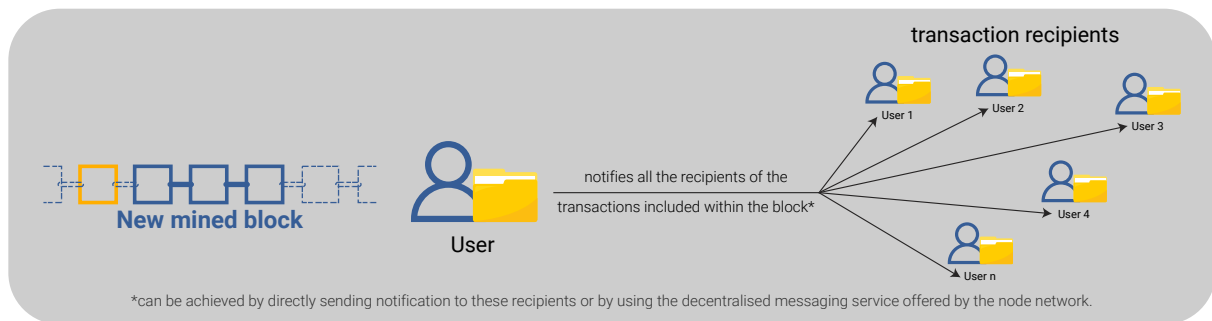 transaction recipients
User 1
User 2
User 3
notifies all the recipients of the
transactions included within the block*
User 4
New mined block
User
User n
*can be achieved by directly sending notification to these recipients or by using the decentralised messaging service offered by the node network.